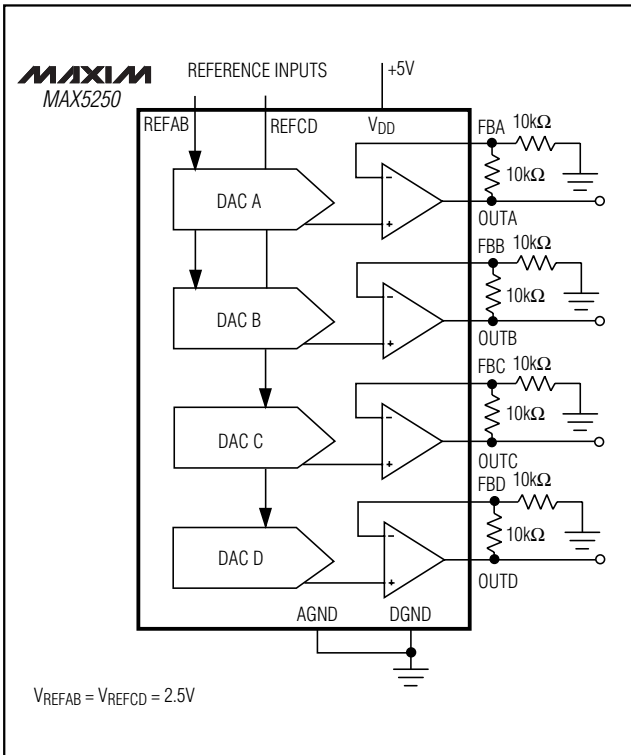 MAXIM
MAX5250
REFERENCE INPUTS
+5V
REFAB
REFCD
VDD
FBA
10kΩ
10kΩ
DAC A
OUTA
FBB
10kΩ
10kΩ
DAC B
OUTB
FBC
10kΩ
10kΩ
DAC C
OUTC
FBD
10kΩ
10kΩ
DAC D
OUTD
-
+
-
+
-
+
-
+
AGND
DGND
VREFAB = VREFCD = 2.5V